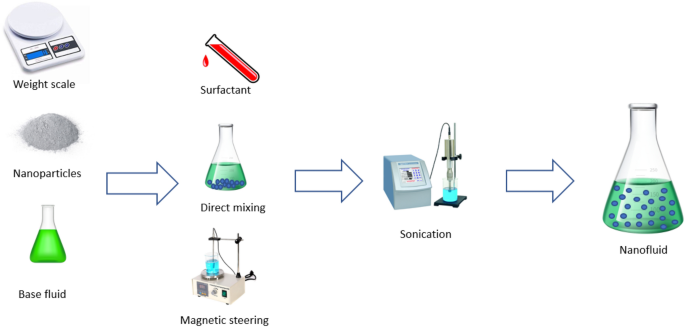 Weight scale
Nanoparticles
Base fluid
Surfactant
Direct mixing
Magnetic steering
Sonication
Nanofluid